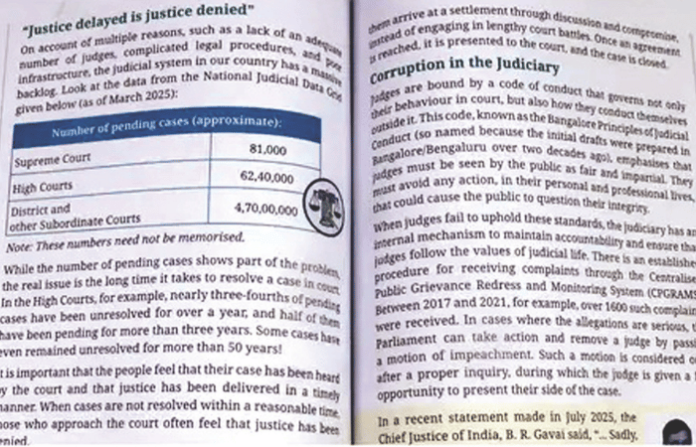 "Justice delayed is justice denied"
On account of multiple reasons, such as a lack of an adequate
number of judges, complicated legal procedures, and poor
infrastructure, the judicial system in our country has a massive
backlog. Look at the data from the National Judicial Data Grid
given below (as of March 2025):
Number of pending cases (approximate):
Supreme Court 81,000
High Courts 62,40,000
District and
other Subordinate Courts 4,70,00,000
Note: These numbers need not be memorised.
While the number of pending cases shows part of the problem,
the real issue is the long time it takes to resolve a case in court.
In the High Courts, for example, nearly three-fourths of pending
cases have been unresolved for over a year, and half of them
have been pending for more than three years. Some cases have
even remained unresolved for more than 50 years!
t is important that the people feel that their case has been heard
by the court and that justice has been delivered in a timely
manner. When cases are not resolved within a reasonable time,
hose who approach the court often feel that justice has been
enied.
them arrive at a settlement through discussion and compromise,
instead of engaging in lengthy court battles. Once an agreement
is reached, it is presented to the court, and the case is closed.
Corruption in the Judiciary
Judges are bound by a code of conduct that governs not only
their behaviour in court, but also how they conduct themselves
outside it. This code, known as the Bangalore Principles of Judicial
Conduct (so named because the initial drafts were prepared in
Bangalore/Bengaluru over two decades ago), emphasises that
judges must be seen by the public as fair and impartial. They
must avoid any action, in their personal and professional lives,
that could cause the public to question their integrity.
When judges fail to uphold these standards, the judiciary has an
internal mechanism to maintain accountability and ensure tha
judges follow the values of judicial life. There is an establishe
procedure for receiving complaints through the Centralise
Public Grievance Redress and Monitoring System (CPGRAM
Between 2017 and 2021, for example, over 1600 such complain
were received. In cases where the allegations are serious, t
Parliament can take action and remove a judge by passi
a motion of impeachment. Such a motion is considered o
after a proper inquiry, during which the judge is given a f
opportunity to present their side of the case.
In a recent statement made in July 2025, the
Chief Justice of India, B. R. Gavai said, "... Sadly,